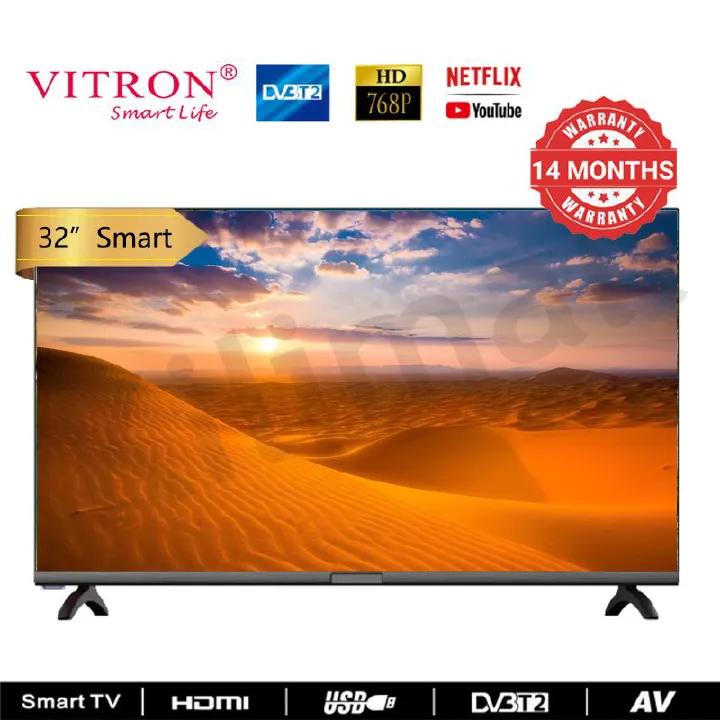 VITRON®
Smart Life
DVB T2
HD
768P
NETFLIX
YouTube
WARRANTY
14 MONTHS
WARRANTY
32” Smart
Smart TV
HDMI
USB
DVB T2
AV